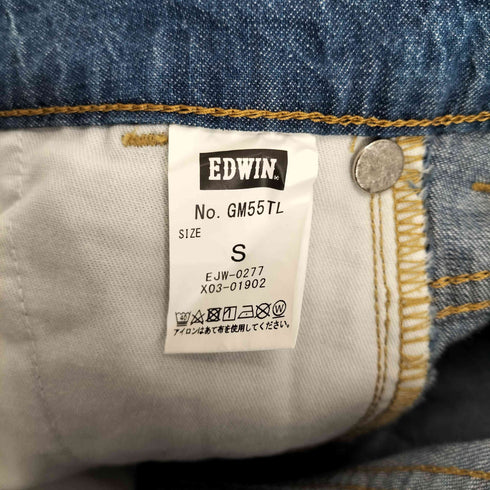 EDWIN
No. GM55TL
SIZE
S
EJW-0277
X03-01902
アイロンはあて布を使用してください。